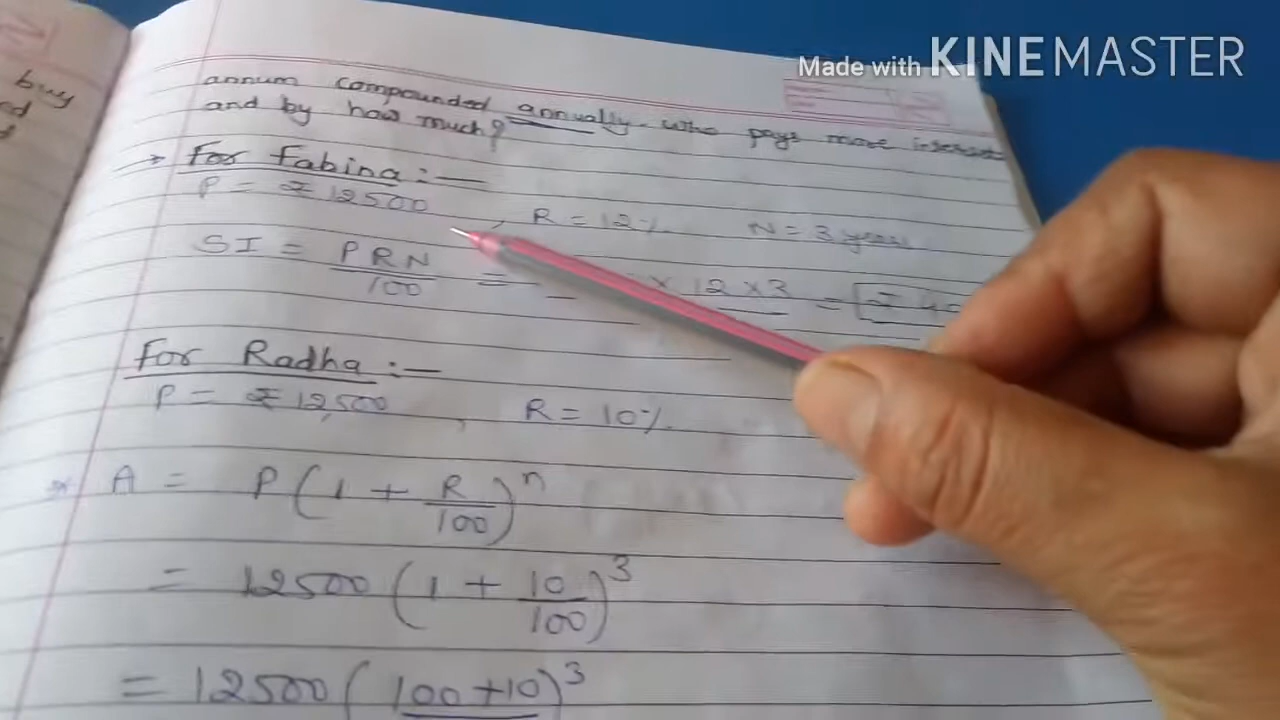 Made with KINEMASTER
buy
annum compounded annually. Who pays more interest
and by how much?
→ For Fabina :—
P = ₹ 12500, R = 12%. N = 3 years
SI = PRN/100 = × 12 × 3 = ₹
For Radha :—
P = ₹ 12,500, R = 10%.
A = P(1 + R/100)^n
= 12500(1 + 10/100)^3
= 12500(100+10)^3